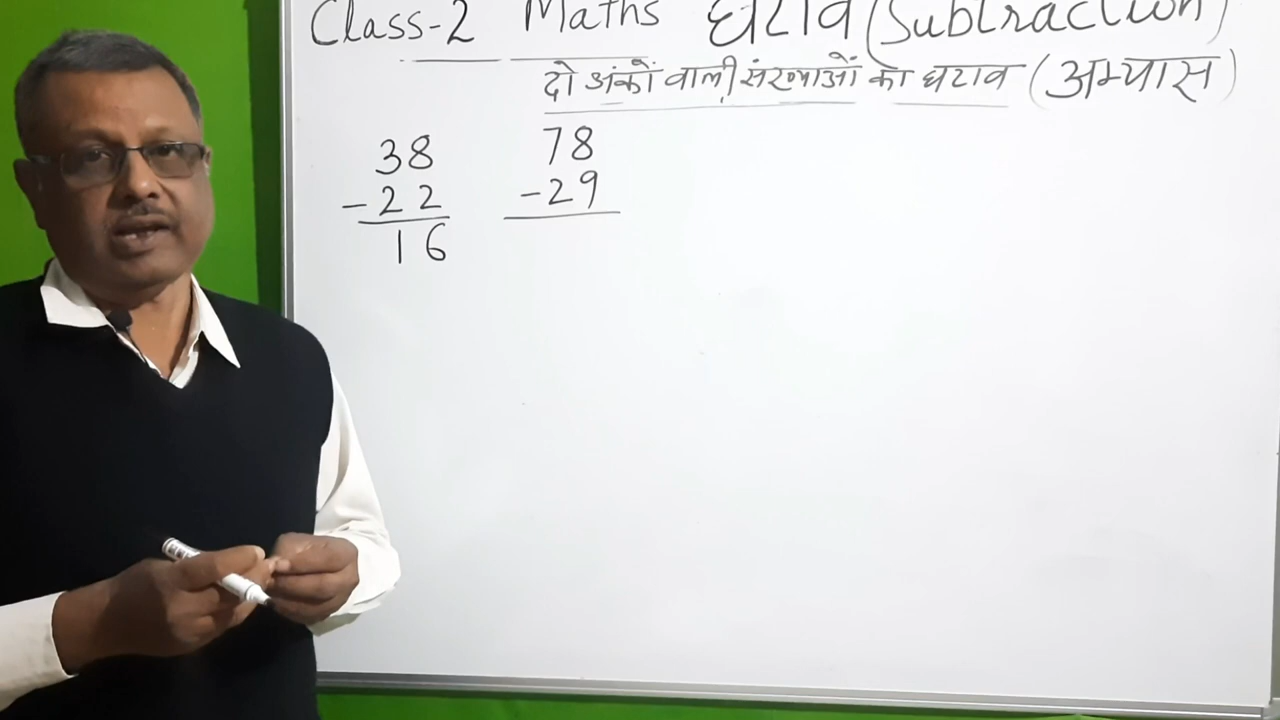 Class-2 Maths घटाव (Subtraction)
दो अंकों वाली संख्याओं का घटाव (अभ्यास)
38
-22
16
78
-29